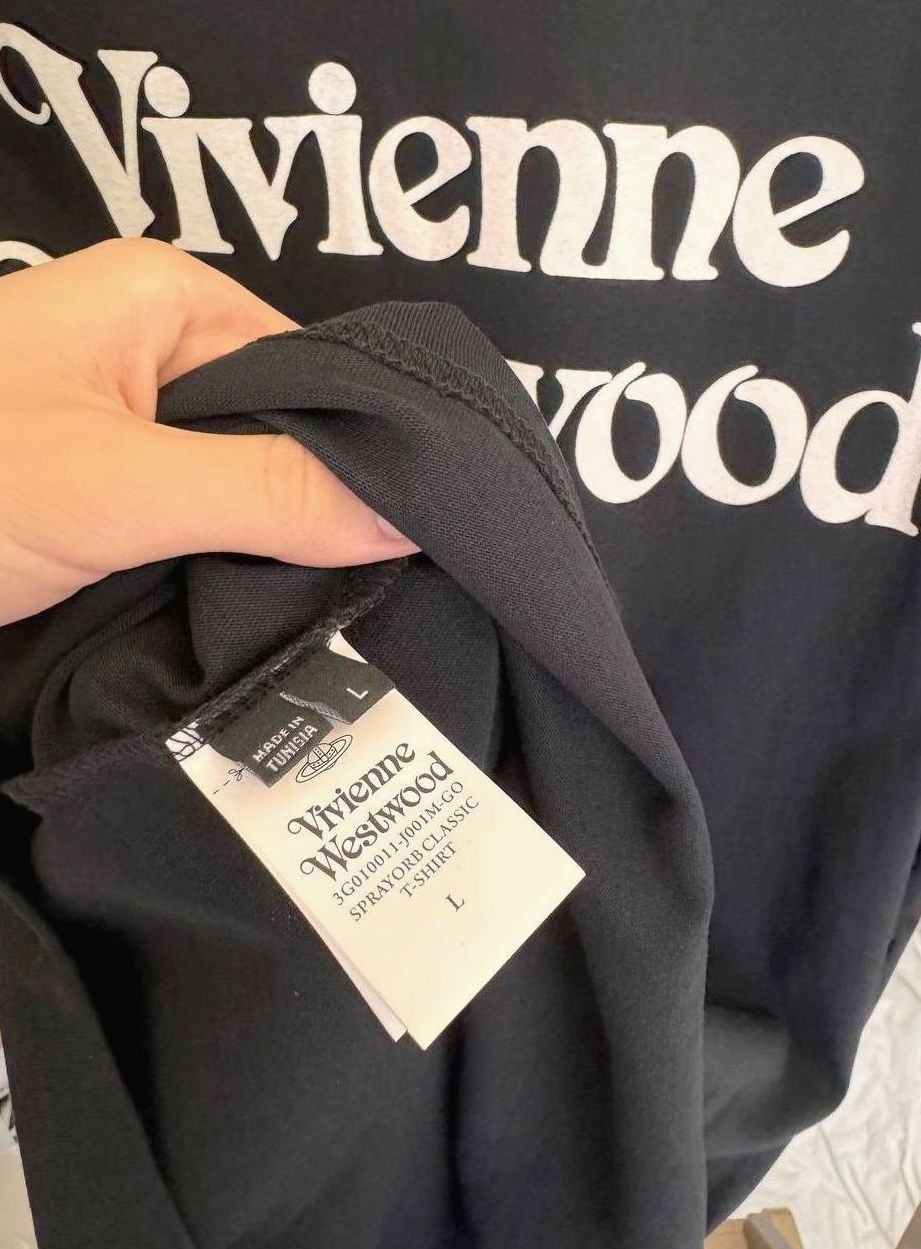 Vivienne
wood
L
MADE IN
TUNISIA
Vivienne
Westwood
3G010011-J001M-GO
SPRAYORB CLASSIC
T-SHIRT
L